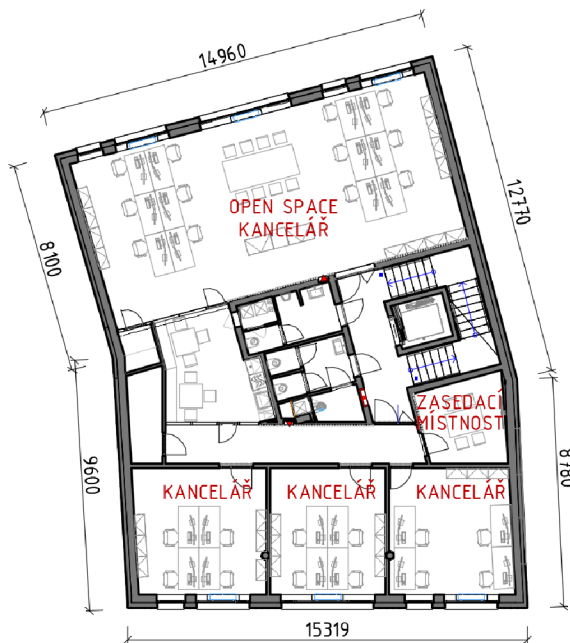 14960
12770
8100
OPEN SPACE
KANCELÁŘ
ZASEDACÍ
MÍSTNOST
9600
8780
KANCELÁŘ
KANCELÁŘ
KANCELÁŘ
15319